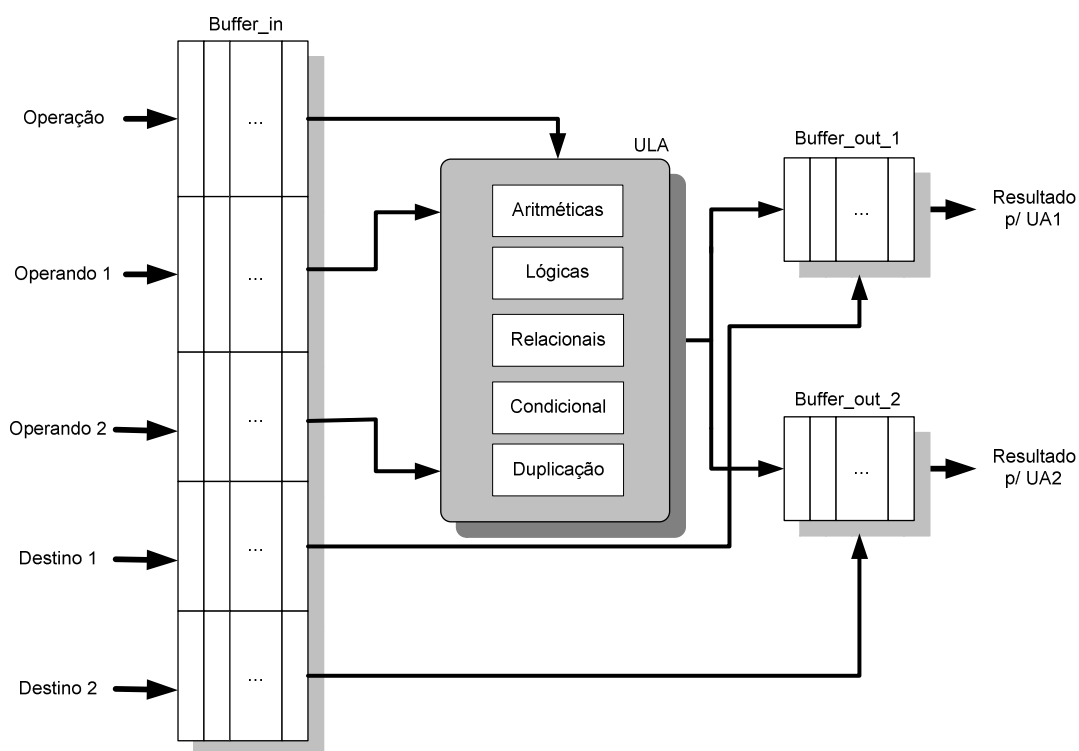 Buffer_in
Operação
...
Operando 1
...
Operando 2
...
Destino 1
...
Destino 2
...
ULA
Aritméticas
Lógicas
Relacionais
Condicional
Duplicação
Buffer_out_1
...
Resultado
p/ UA1
Buffer_out_2
...
Resultado
p/ UA2